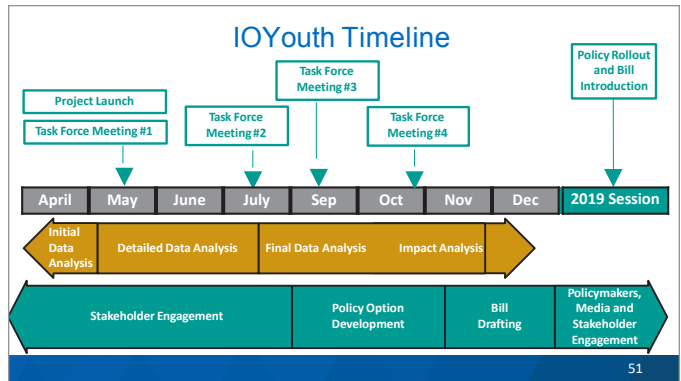 IOYouth Timeline
Project Launch
Task Force Meeting #1
Task Force
Meeting #2
Task Force
Meeting #3
Task Force
Meeting #4
Policy Rollout
and Bill
Introduction
April
May
June
July
Sep
Oct
Nov
Dec
2019 Session
Initial
Data
Analysis
Detailed Data Analysis
Final Data Analysis
Impact Analysis
Stakeholder Engagement
Policy Option
Development
Bill
Drafting
Policymakers,
Media and
Stakeholder
Engagement
51